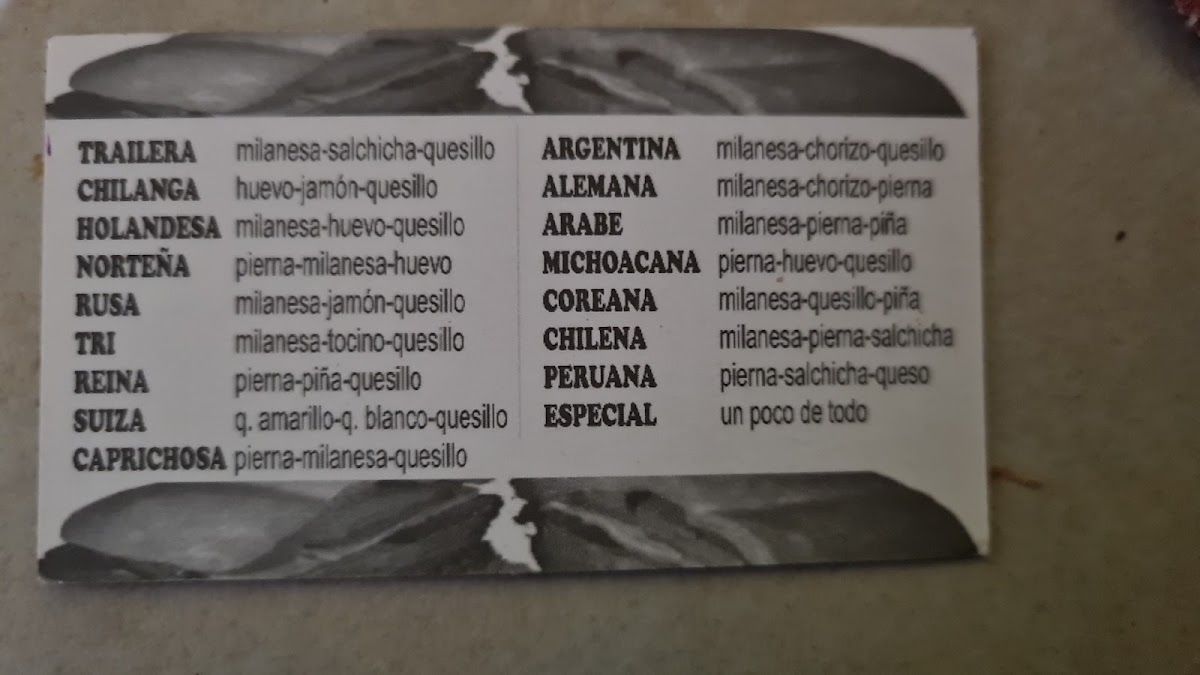 TRAILERA milanesa-salchicha-quesillo
CHILANGA huevo-jamón-quesillo
HOLANDESA milanesa-huevo-quesillo
NORTEÑA pierna-milanesa-huevo
RUSA milanesa-jamón-quesillo
TRI milanesa-tocino-quesillo
REINA pierna-piña-quesillo
SUIZA q. amarillo-q. blanco-quesillo
CAPRICHOSA pierna-milanesa-quesillo
ARGENTINA milanesa-chorizo-quesillo
ALEMANA milanesa-chorizo-pierna
ARABE milanesa-pierna-piña
MICHOACANA pierna-huevo-quesillo
COREANA milanesa-quesillo-piña
CHILENA milanesa-pierna-salchicha
PERUANA pierna-salchicha-queso
ESPECIAL un poco de todo